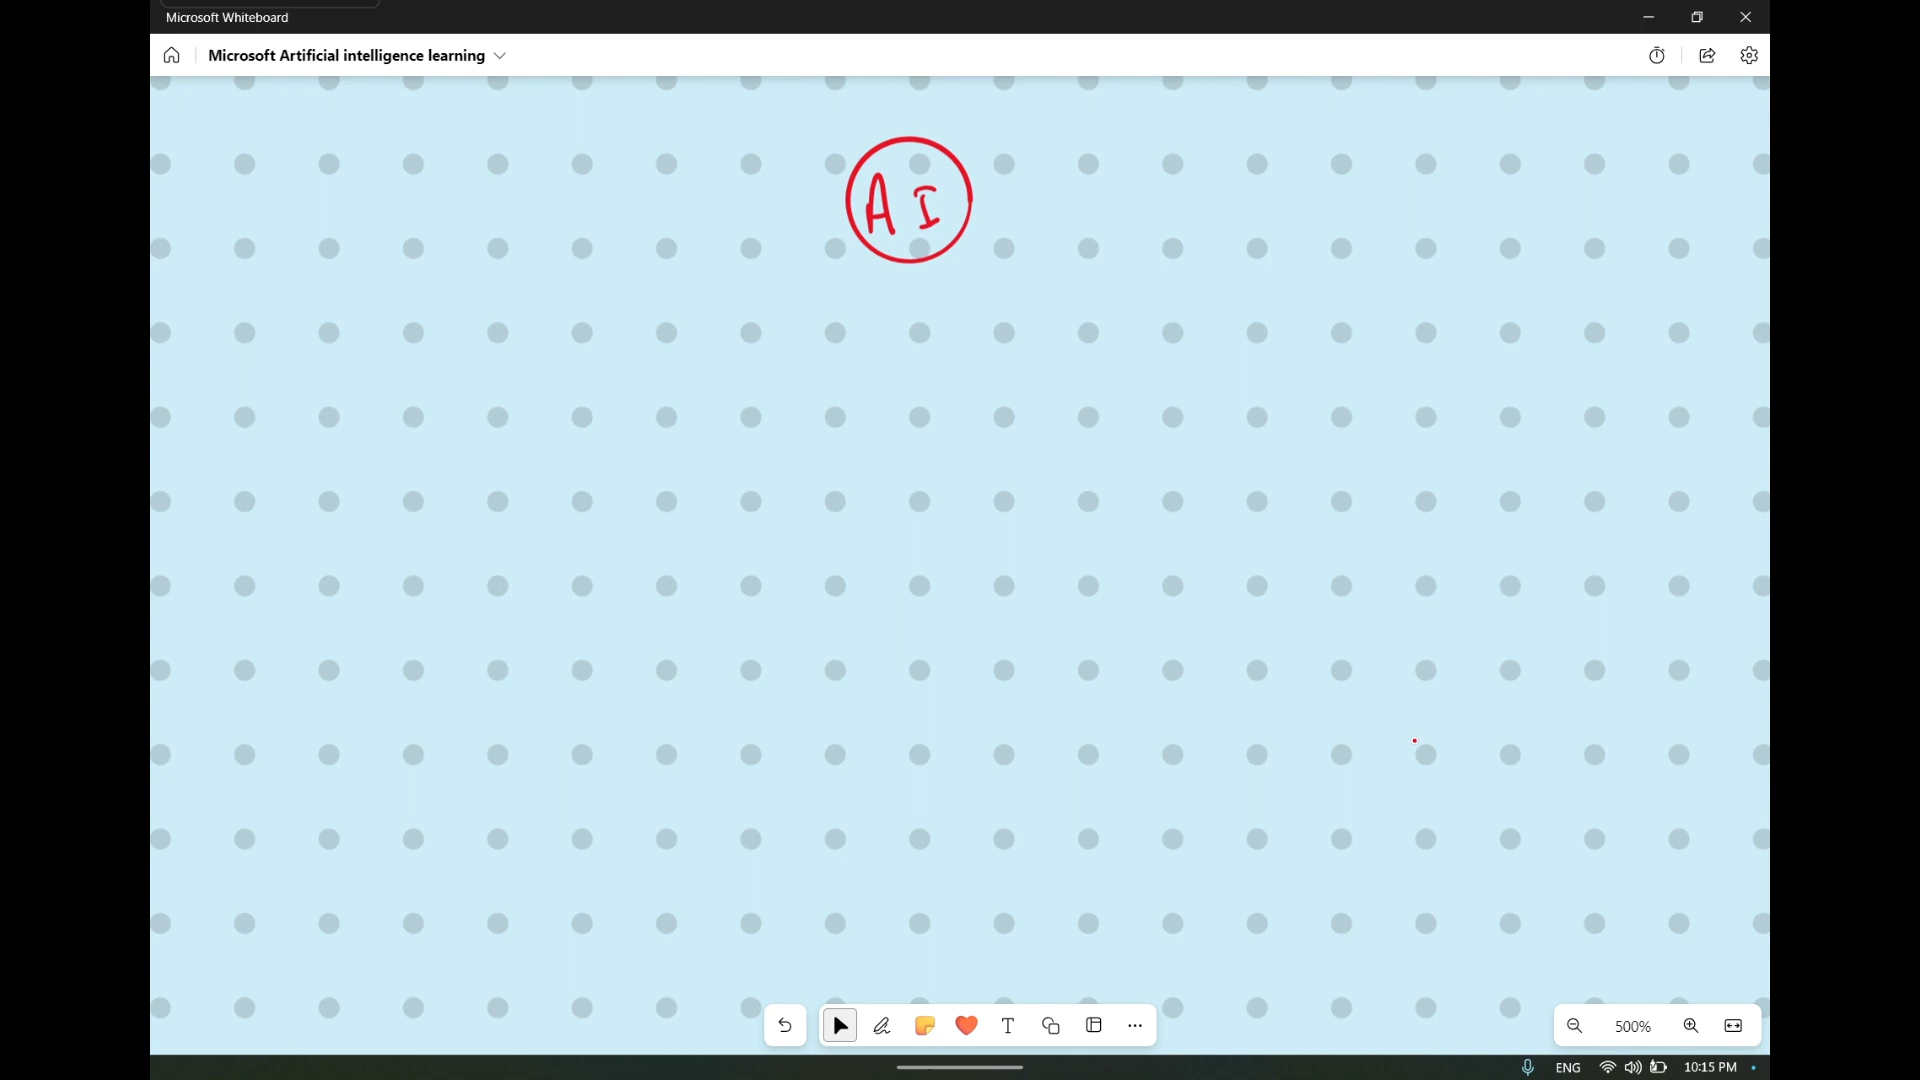 Microsoft Whiteboard
Microsoft Artificial intelligence learning
AI
T
500%
ENG
10:15 PM